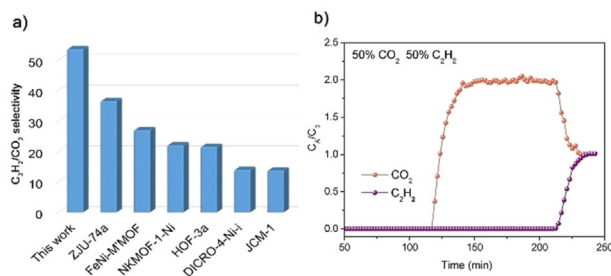 a)
C2H2/CO2 selectivity
50
40
30
20
10
0
This work
ZJU-74a
FeNi-M'MOF
NKMOF-1-Ni
HOF-3a
DICRO-4-Ni-i
JCM-1
b)
50% CO2 50% C2H2
CA/C0
2.5
2.0
1.5
1.0
0.5
0.0
CO2
C2H2
50 100 150 200 250
Time (min)